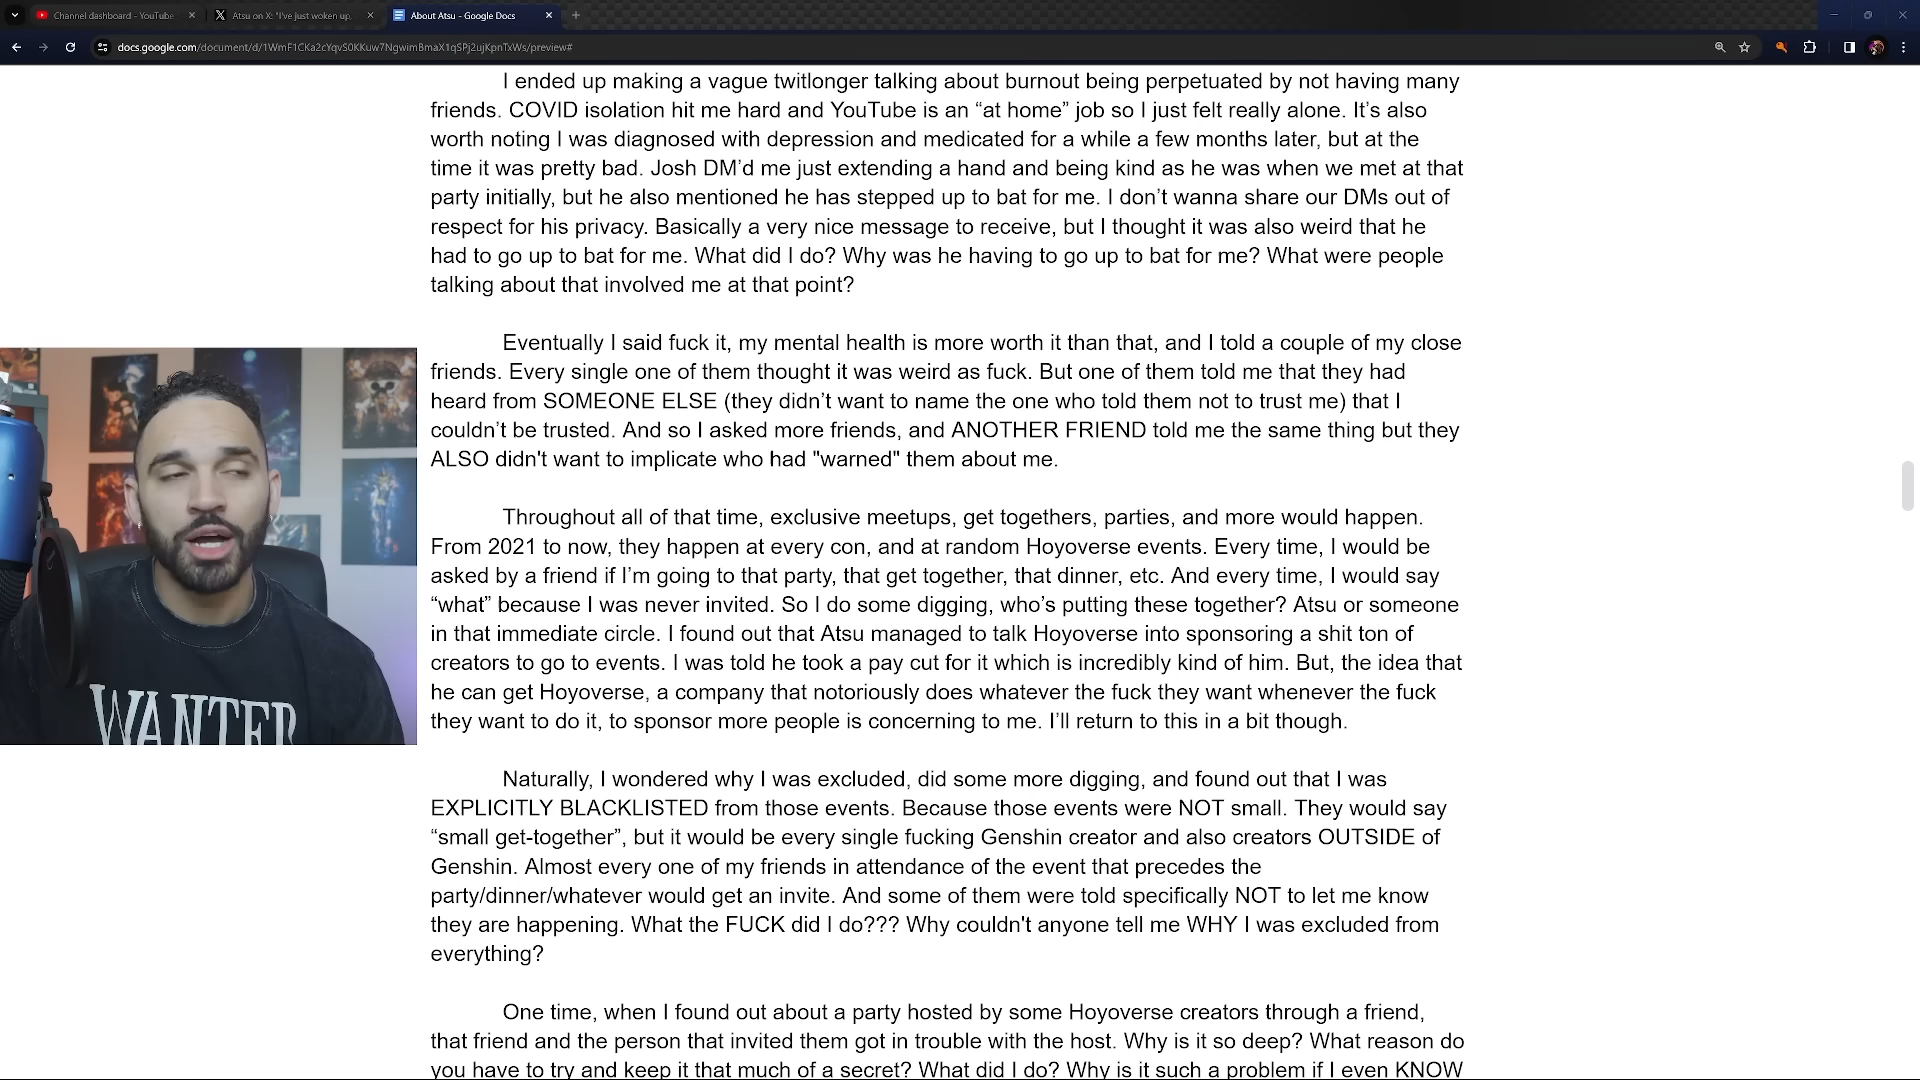 Channel dashboard - YouTube
Atsu on X: "I've just woken up,
About Atsu - Google Docs
docs.google.com/document/d/1WmF1CKa2cYqvS0KKuw7NgwimBmaX1qSPj2ujKpnTxWs/preview#
I ended up making a vague twitlonger talking about burnout being perpetuated by not having many
friends. COVID isolation hit me hard and YouTube is an “at home” job so I just felt really alone. It’s also
worth noting I was diagnosed with depression and medicated for a while a few months later, but at the
time it was pretty bad. Josh DM’d me just extending a hand and being kind as he was when we met at that
party initially, but he also mentioned he has stepped up to bat for me. I don’t wanna share our DMs out of
respect for his privacy. Basically a very nice message to receive, but I thought it was also weird that he
had to go up to bat for me. What did I do? Why was he having to go up to bat for me? What were people
talking about that involved me at that point?
Eventually I said fuck it, my mental health is more worth it than that, and I told a couple of my close
friends. Every single one of them thought it was weird as fuck. But one of them told me that they had
heard from SOMEONE ELSE (they didn’t want to name the one who told them not to trust me) that I
couldn’t be trusted. And so I asked more friends, and ANOTHER FRIEND told me the same thing but they
ALSO didn't want to implicate who had "warned" them about me.
Throughout all of that time, exclusive meetups, get togethers, parties, and more would happen.
From 2021 to now, they happen at every con, and at random Hoyoverse events. Every time, I would be
asked by a friend if I’m going to that party, that get together, that dinner, etc. And every time, I would say
“what” because I was never invited. So I do some digging, who’s putting these together? Atsu or someone
in that immediate circle. I found out that Atsu managed to talk Hoyoverse into sponsoring a shit ton of
creators to go to events. I was told he took a pay cut for it which is incredibly kind of him. But, the idea that
he can get Hoyoverse, a company that notoriously does whatever the fuck they want whenever the fuck
they want to do it, to sponsor more people is concerning to me. I’ll return to this in a bit though.
Naturally, I wondered why I was excluded, did some more digging, and found out that I was
EXPLICITLY BLACKLISTED from those events. Because those events were NOT small. They would say
“small get-together”, but it would be every single fucking Genshin creator and also creators OUTSIDE of
Genshin. Almost every one of my friends in attendance of the event that precedes the
party/dinner/whatever would get an invite. And some of them were told specifically NOT to let me know
they are happening. What the FUCK did I do??? Why couldn't anyone tell me WHY I was excluded from
everything?
One time, when I found out about a party hosted by some Hoyoverse creators through a friend,
that friend and the person that invited them got in trouble with the host. Why is it so deep? What reason do
you have to try and keep it that much of a secret? What did I do? Why is it such a problem if I even KNOW
WANTED